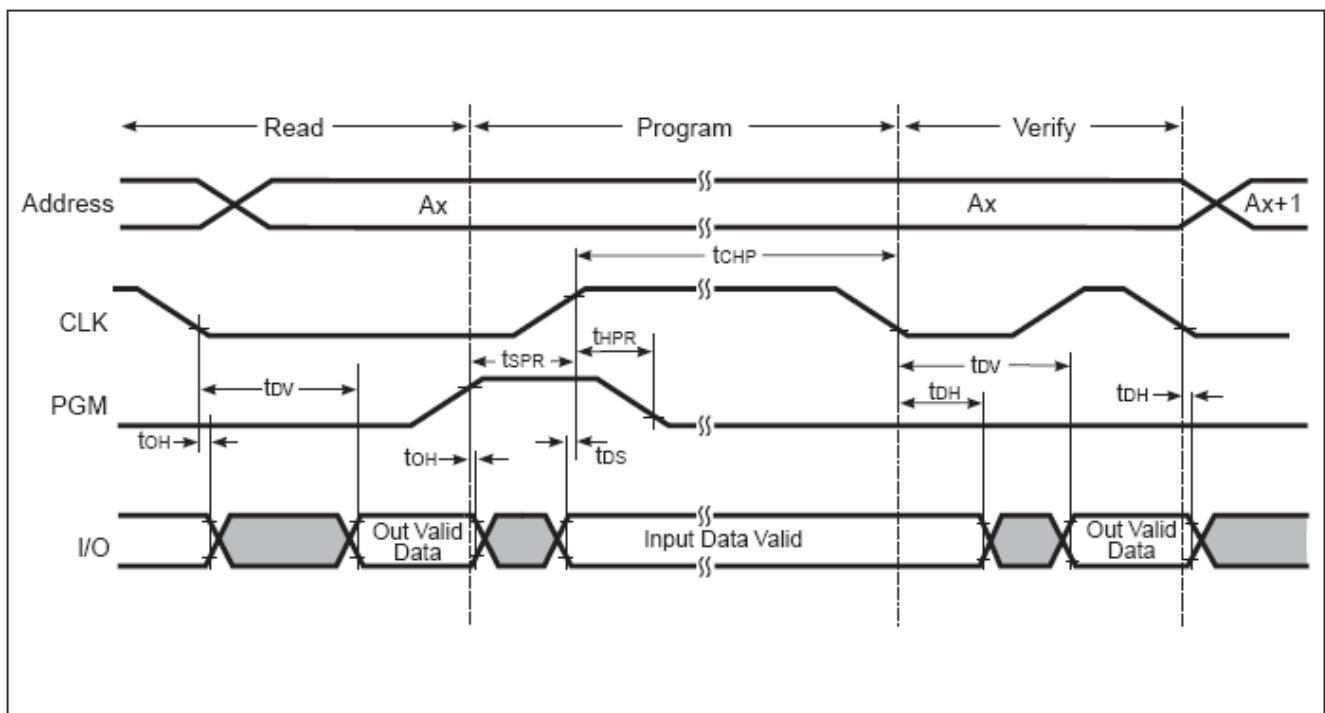 Read Program Verify
Address Ax Ax Ax+1
tCHP
CLK
tHPR
tSPR
tDV tDV
PGM tDH tDH
tOH tOH tDS
I/O Out Valid Data Input Data Valid Out Valid Data